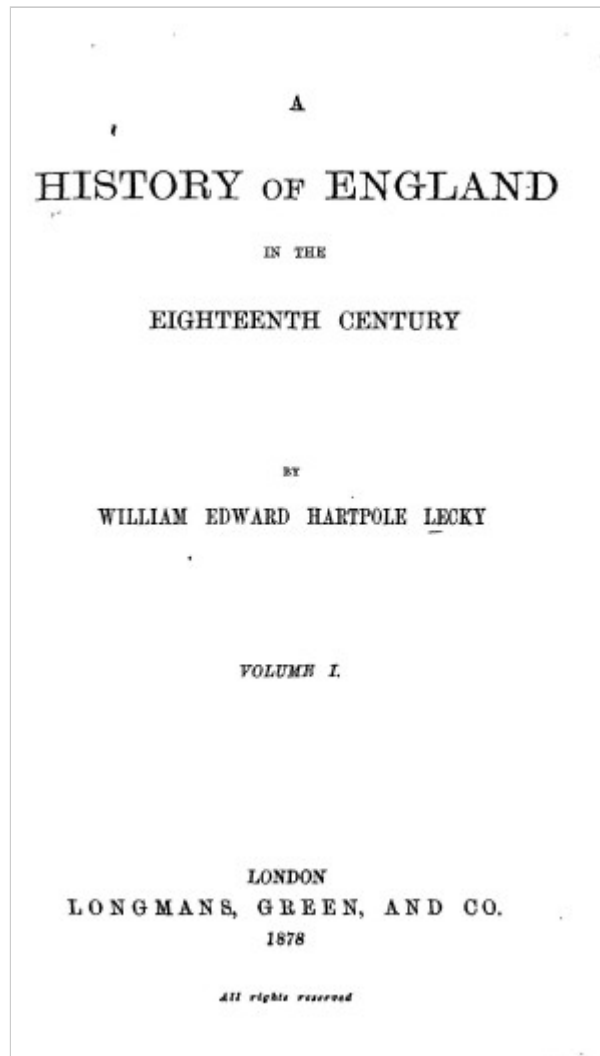 A
HISTORY OF ENGLAND
IN THE
EIGHTEENTH CENTURY
BY
WILLIAM EDWARD HARTPOLE LECKY
VOLUME I.
LONDON
LONGMANS, GREEN, AND CO.
1878
All rights reserved